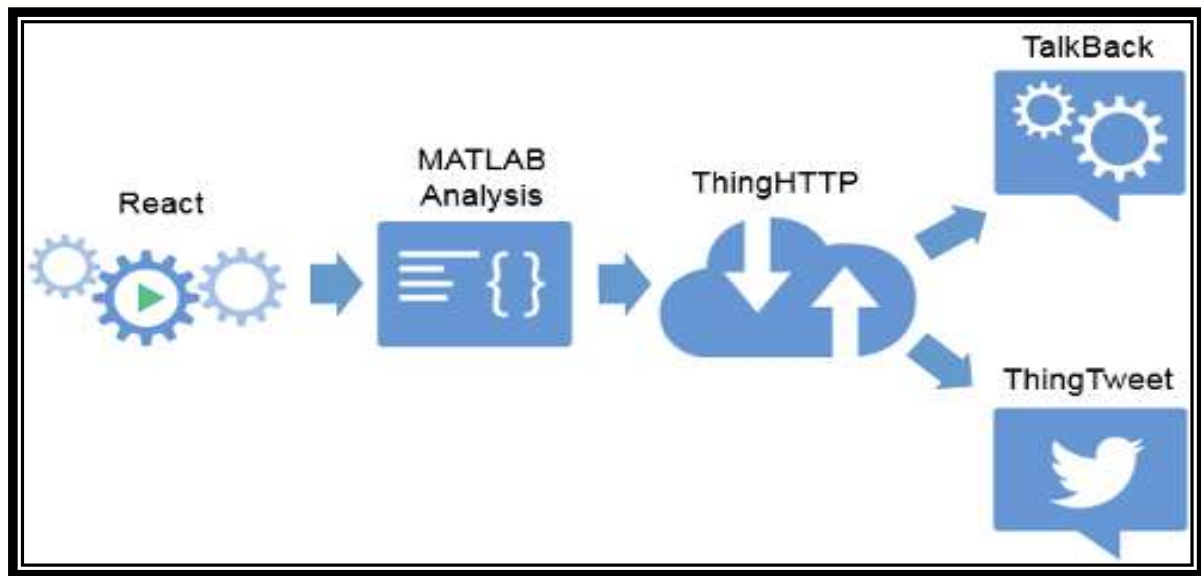 React
MATLAB
Analysis
{}
ThingHTTP
TalkBack
ThingTweet